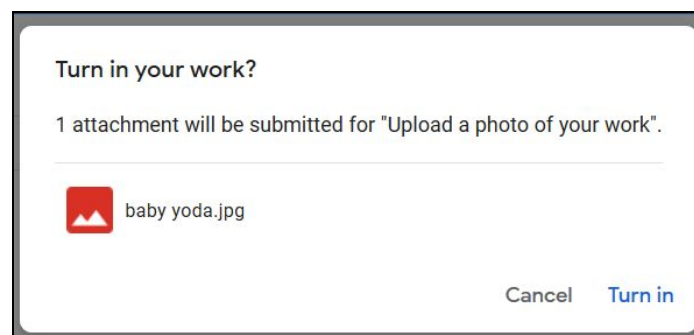 Turn in your work?
1 attachment will be submitted for "Upload a photo of your work".
baby yoda.jpg
Cancel Turn in